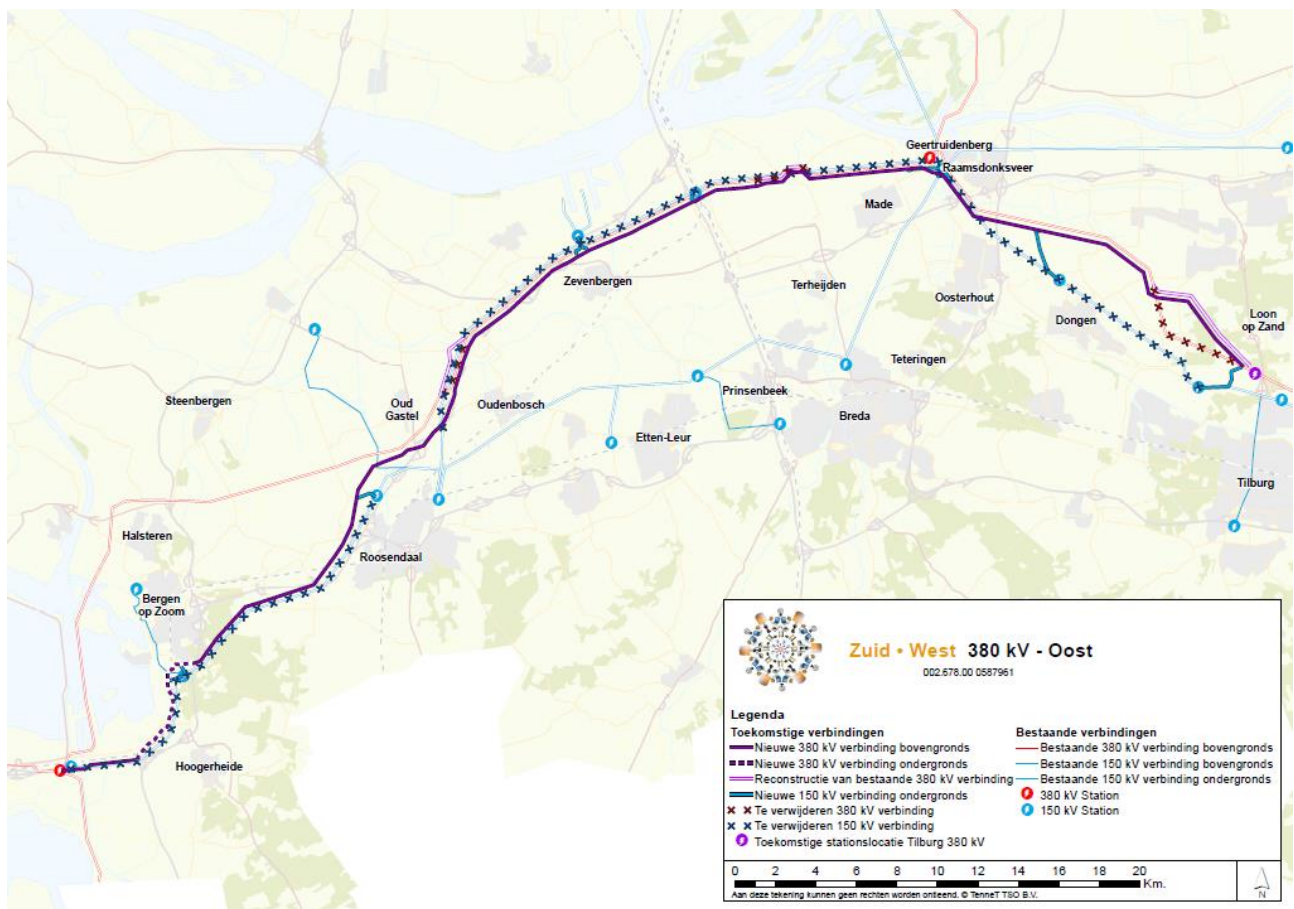 Geertruidenberg
Raamsdonksveer
Made
Zevenbergen
Terheijden
Oosterhout
Dongen
Loon
op Zand
Teteringen
Steenbergen
Oud
Gastel
Oudenbosch
Prinsenbeek
Breda
Etten-Leur
Tilburg
Halsteren
Roosendaal
Bergen
op Zoom
Hoogerheide
Zuid • West 380 kV - Oost
002.678.00 0587961
Legenda
Toekomstige verbindingen
Nieuwe 380 kV verbinding bovengronds
Nieuwe 380 kV verbinding ondergronds
Reconstructie van bestaande 380 kV verbinding
Nieuwe 150 kV verbinding ondergronds
Te verwijderen 380 kV verbinding
Te verwijderen 150 kV verbinding
Toekomstige stationslocatie Tilburg 380 kV
Bestaande verbindingen
Bestaande 380 kV verbinding bovengronds
Bestaande 150 kV verbinding bovengronds
Bestaande 150 kV verbinding ondergronds
380 kV Station
150 kV Station
0 2 4 6 8 10 12 14 16 18 20
Km.
Aan deze tekening kunnen geen rechten worden ontleend. © TenneT TSO B.V.
N